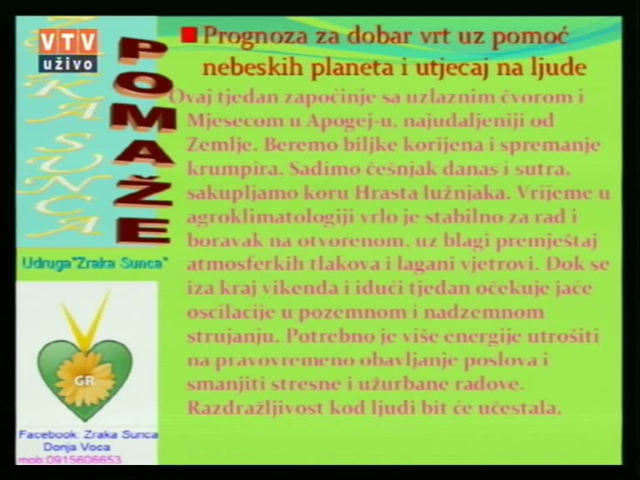 VTV
uživo
ZRAKA SUNCA
POMAŽE
Udruga"Zraka Sunca"
GR
Facebook: Zraka Sunca
Donja Voca
mob:0915606653
Prognoza za dobar vrt uz pomoć
nebeskih planeta i utjecaj na ljude
Ovaj tjedan započinje sa uzlaznim čvorom i
Mjesecom u Apogej-u, najudaljeniji od
Zemlje. Beremo biljke korijena i spremanje
krumpira. Sadimo češnjak danas i sutra,
sakupljamo koru Hrasta lužnjaka. Vrijeme u
agroklimatologiji vrlo je stabilno za rad i
boravak na otvorenom, uz blagi premještaj
atmosferkih tlakova i lagani vjetrovi. Dok se
iza kraj vikenda i idući tjedan očekuje jače
oscilacije u pozemnom i nadzemnom
strujanju. Potrebno je više energije utrošiti
na pravovremeno obavljanje poslova i
smanjiti stresne i užurbane radove.
Razdražljivost kod ljudi bit će učestala.